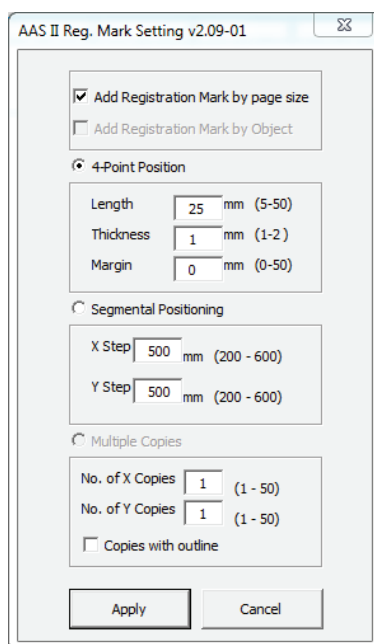 AAS II Reg. Mark Setting v2.09-01
Add Registration Mark by page size
Add Registration Mark by Object
4-Point Position
Length 25 mm (5-50)
Thickness 1 mm (1-2 )
Margin 0 mm (0-50)
Segmental Positioning
X Step 500 mm (200 - 600)
Y Step 500 mm (200 - 600)
Multiple Copies
No. of X Copies 1 (1 - 50)
No. of Y Copies 1 (1 - 50)
Copies with outline
Apply Cancel